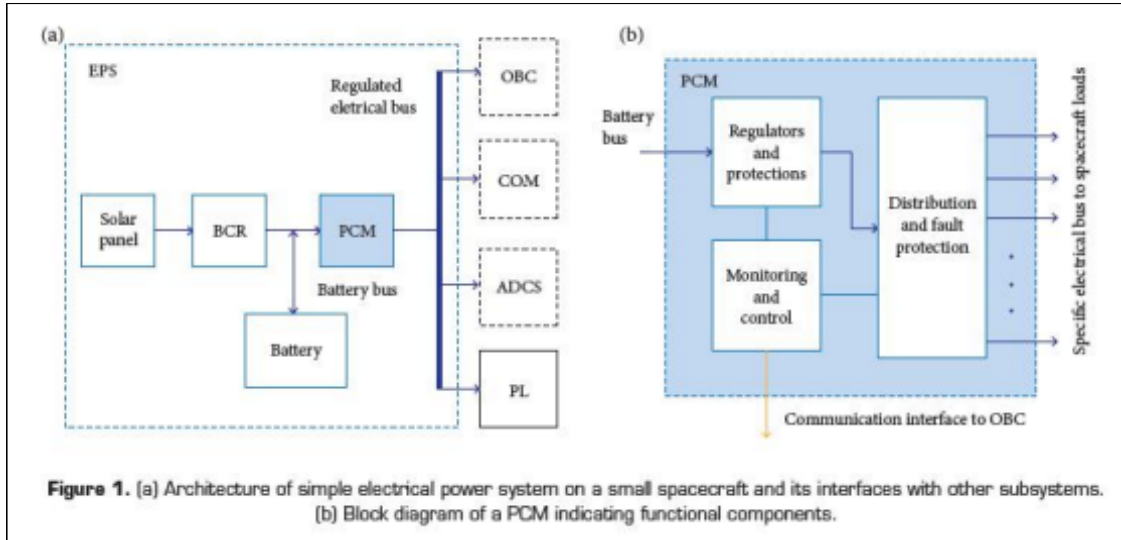 (a)
EPS
Regulated
eletrical bus
OBC
COM
Solar
panel
BCR
PCM
Battery bus
ADCS
Battery
PL
(b)
PCM
Battery
bus
Regulators
and
protections
Distribution
and fault
protection
Monitoring
and
control
Specific electrical bus to spacecraft loads
Communication interface to OBC
Figure 1. (a) Architecture of simple electrical power system on a small spacecraft and its interfaces with other subsystems.
(b) Block diagram of a PCM indicating functional components.